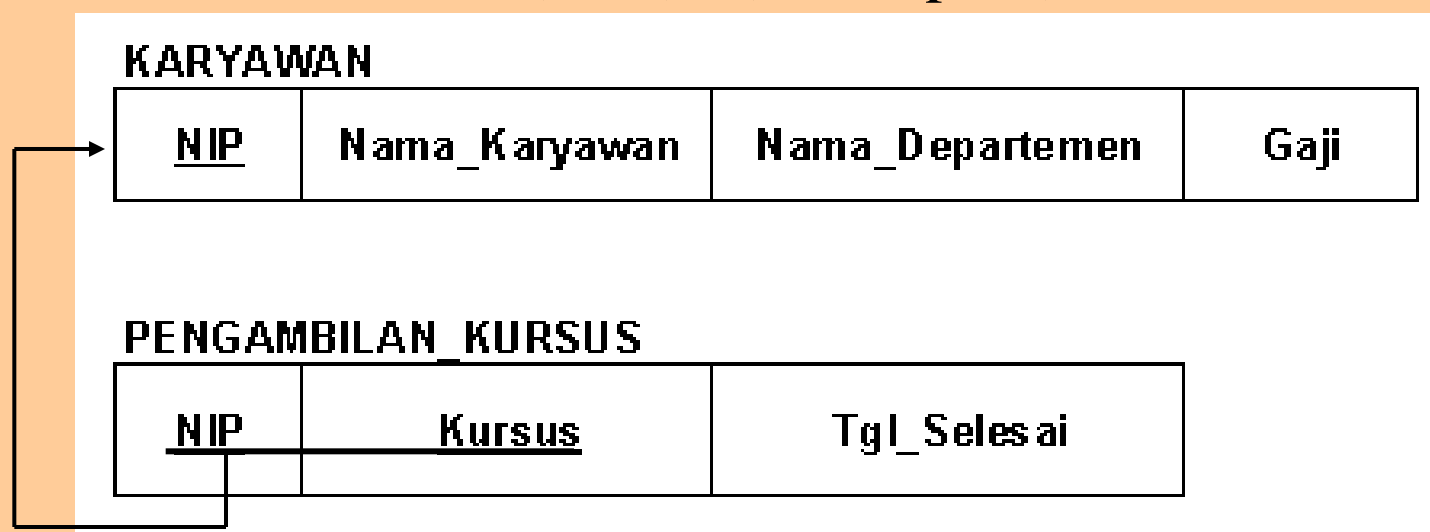 KARYAWAN
NIP Nama_Karyawan Nama_Departemen Gaji
PENGAMBILAN_KURSUS
NIP Kursus Tgl_Selesai